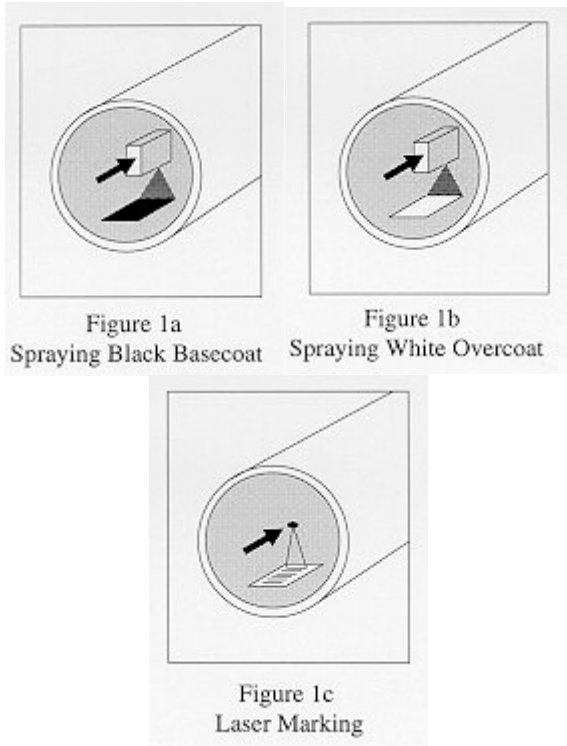 Figure 1a
Spraying Black Basecoat
Figure 1b
Spraying White Overcoat
Figure 1c
Laser Marking